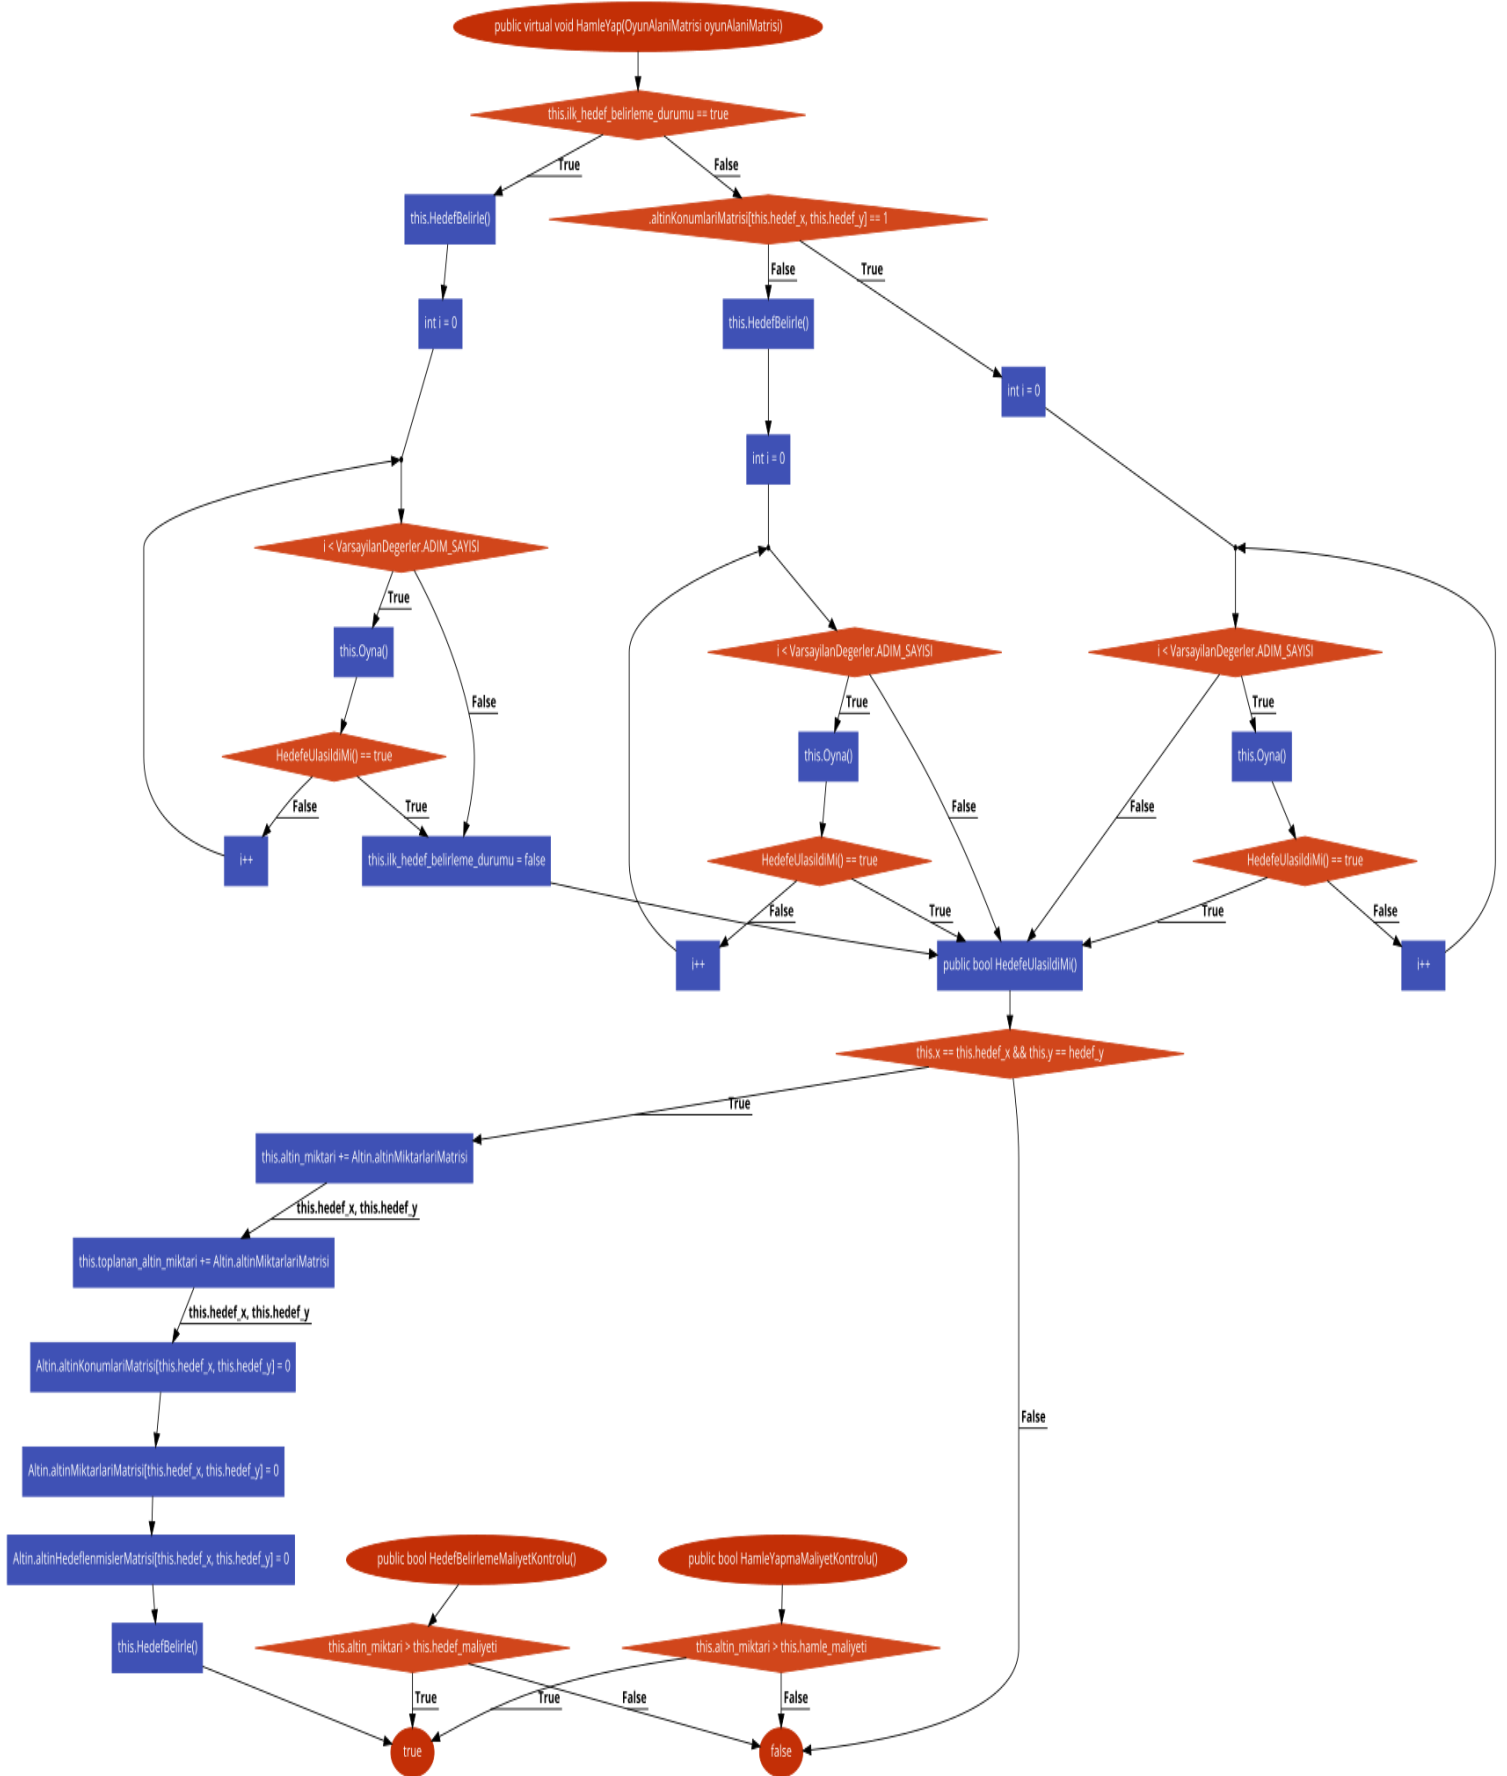 public virtual void HamleYap(OyunAlaniMatrisi oyunAlaniMatrisi)
this.ilk_hedef_belirleme_durumu == true
True
False
this.HedefBelirle()
.altinKonumlariMatrisi[this.hedef_x, this.hedef_y] == 1
False
True
int i = 0
this.HedefBelirle()
int i = 0
int i = 0
i < VarsayilanDegerler.ADIM_SAYISI
True
this.Oyna()
i < VarsayilanDegerler.ADIM_SAYISI
i < VarsayilanDegerler.ADIM_SAYISI
False
True
True
HedefeUlasildiMi() == true
this.Oyna()
this.Oyna()
False
True
False
False
i++
this.ilk_hedef_belirleme_durumu = false
HedefeUlasildiMi() == true
HedefeUlasildiMi() == true
False
True
True
False
i++
public bool HedefeUlasildiMi()
i++
this.x == this.hedef_x && this.y == hedef_y
True
this.altin_miktari += Altin.altinMiktarlariMatrisi
this.hedef_x, this.hedef_y
this.toplanan_altin_miktari += Altin.altinMiktarlariMatrisi
this.hedef_x, this.hedef_y
Altin.altinKonumlariMatrisi[this.hedef_x, this.hedef_y] = 0
False
Altin.altinMiktarlariMatrisi[this.hedef_x, this.hedef_y] = 0
Altin.altinHedeflenmislerMatrisi[this.hedef_x, this.hedef_y] = 0
public bool HedefBelirlemeMaliyetKontrolu()
public bool HamleYapmaMaliyetKontrolu()
this.HedefBelirle()
this.altin_miktari > this.hedef_maliyeti
this.altin_miktari > this.hamle_maliyeti
True
True
False
False
true
false